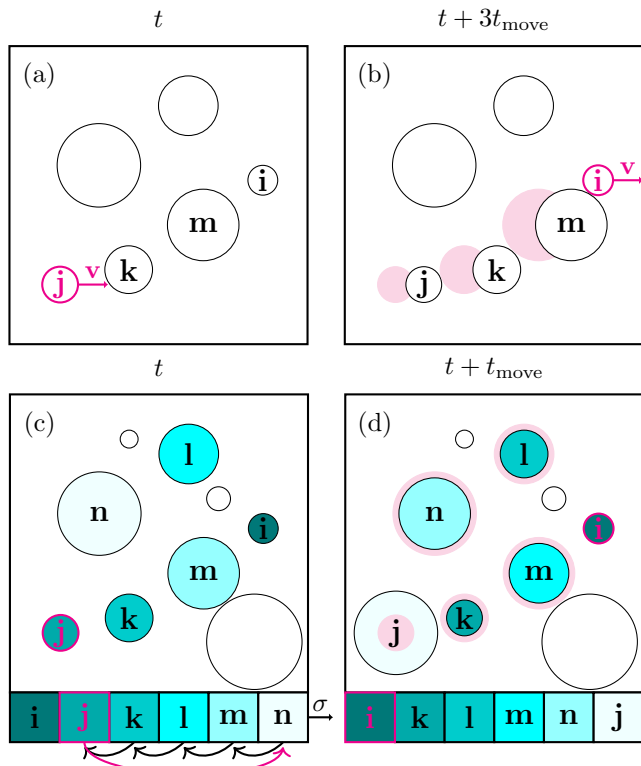 t
t + 3t_move
(a)
(b)
i
i
v
m
m
v
k
k
j
j
t
t + t_move
(c)
(d)
l
l
n
n
i
i
m
m
k
k
j
j
i j k l m n
σ
i k l m n j